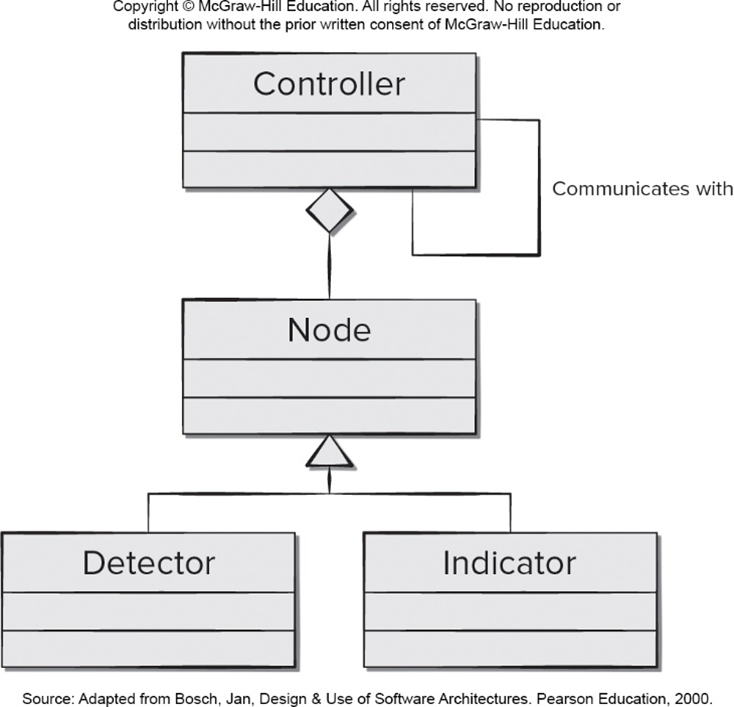 Copyright © McGraw-Hill Education. All rights reserved. No reproduction or
distribution without the prior written consent of McGraw-Hill Education.
Controller
Communicates with
Node
Detector
Indicator
Source: Adapted from Bosch, Jan, Design & Use of Software Architectures. Pearson Education, 2000.